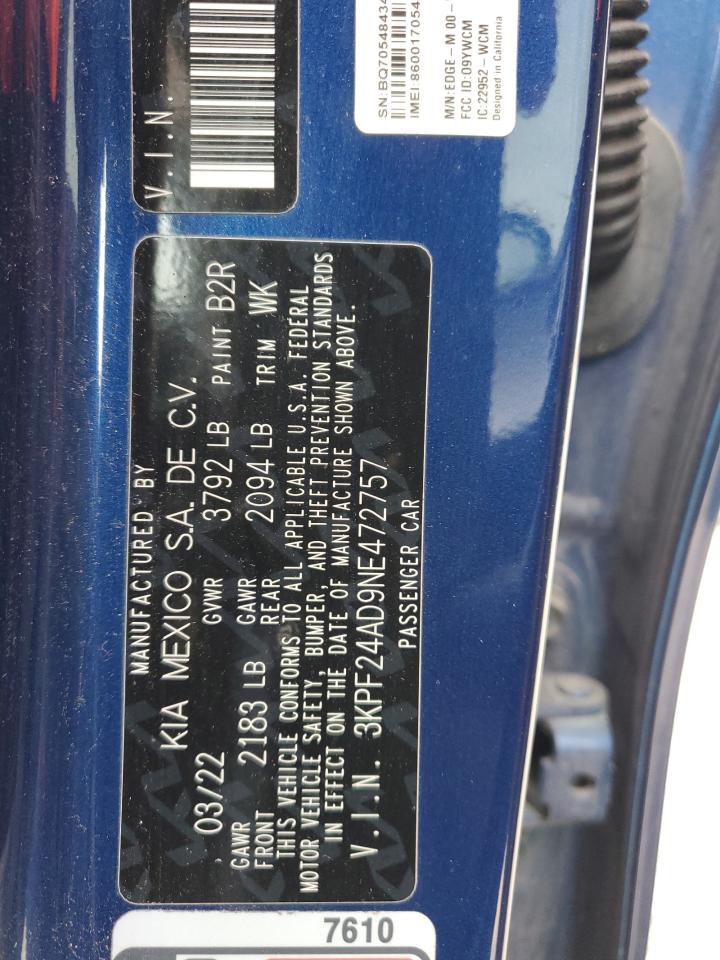 V.I.N.
SN:BQ70548434
IMEI:860017054
M/N:EDGE-M 00-
FCC ID:09YWCM
IC:22952-WCM
Designed in California
MANUFACTURED BY
KIA MEXICO S.A. DE C.V.
03/22 GVWR 3792 LB PAINT B2R
GAWR FRONT 2183 LB GAWR REAR 2094 LB TRIM WK
THIS VEHICLE CONFORMS TO ALL APPLICABLE U.S.A. FEDERAL
MOTOR VEHICLE SAFETY, BUMPER, AND THEFT PREVENTION STANDARDS
IN EFFECT ON THE DATE OF MANUFACTURE SHOWN ABOVE.
V.I.N. 3KPF24AD9NE472757
PASSENGER CAR
7610